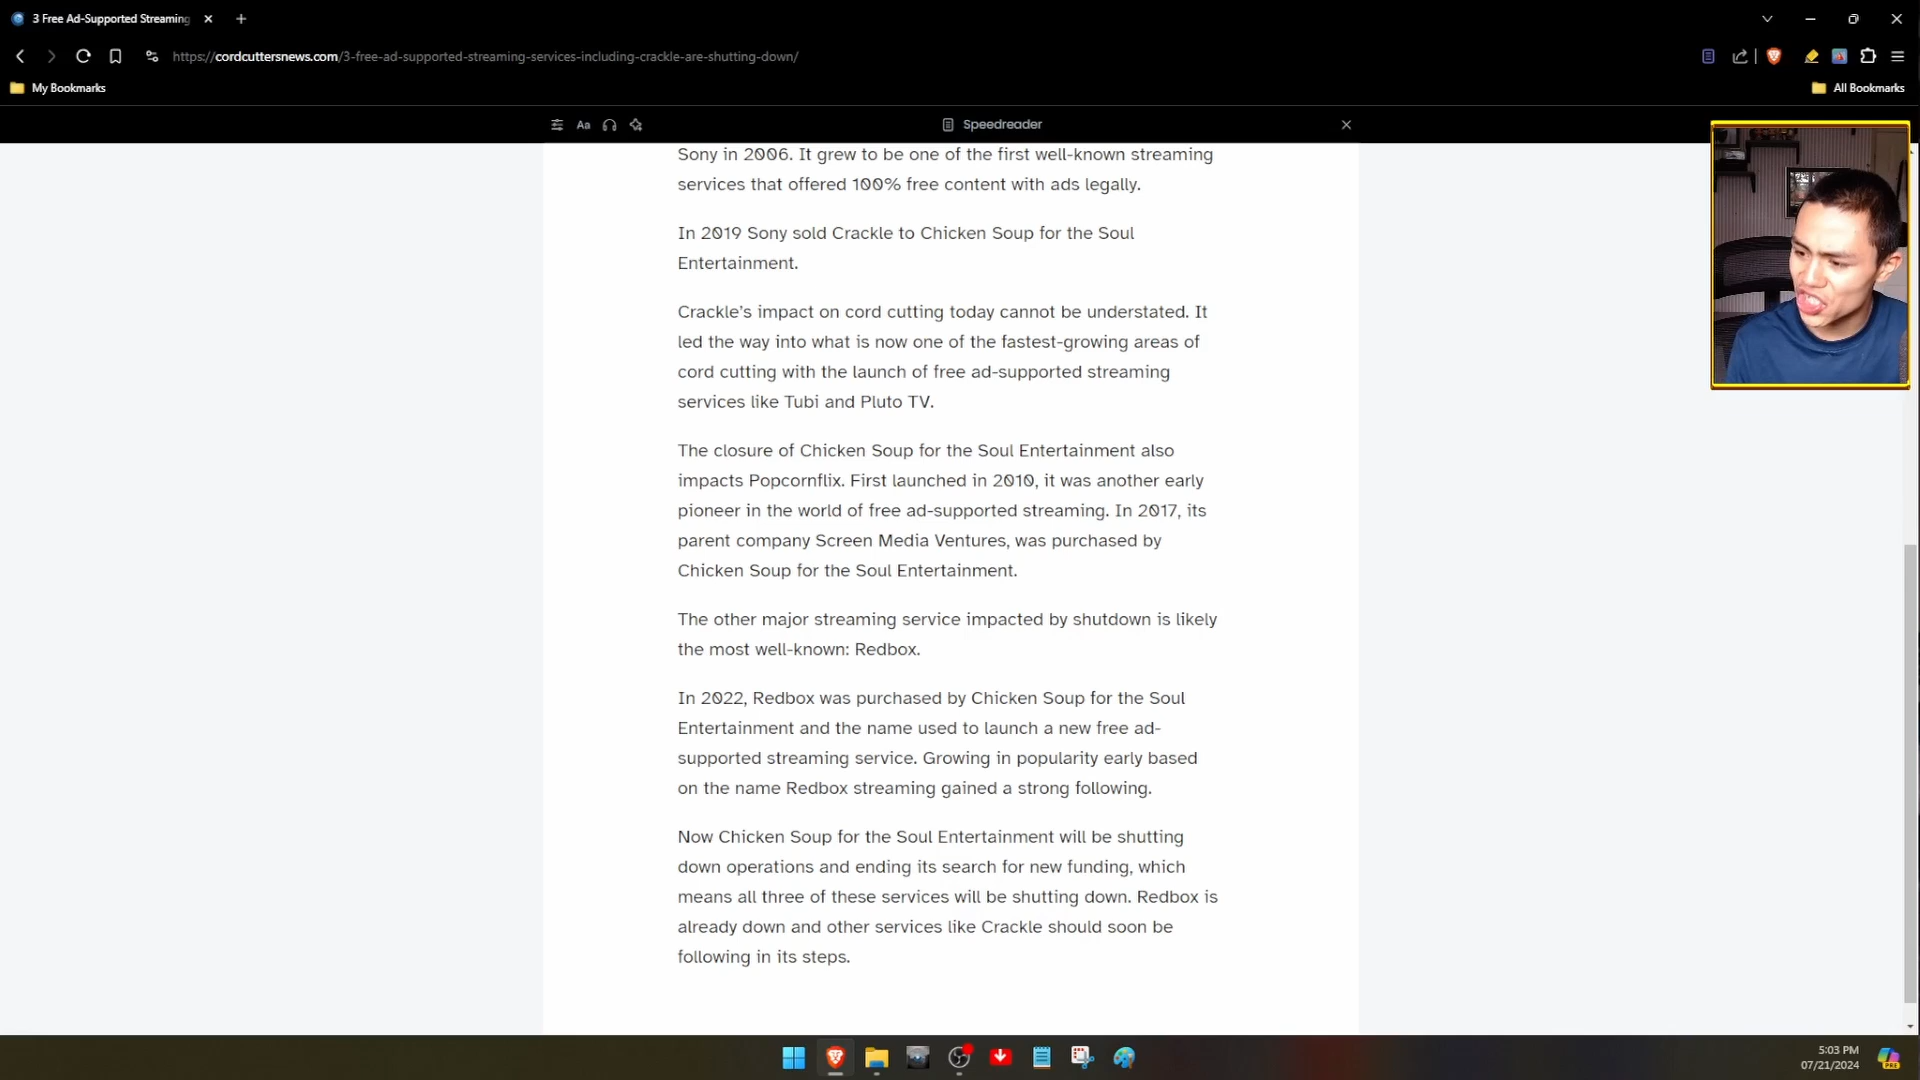 3 Free Ad-Supported Streaming
https://cordcuttersnews.com/3-free-ad-supported-streaming-services-including-crackle-are-shutting-down/
My Bookmarks
All Bookmarks
Aa
Speedreader
Sony in 2006. It grew to be one of the first well-known streaming
services that offered 100% free content with ads legally.
In 2019 Sony sold Crackle to Chicken Soup for the Soul
Entertainment.
Crackle’s impact on cord cutting today cannot be understated. It
led the way into what is now one of the fastest-growing areas of
cord cutting with the launch of free ad-supported streaming
services like Tubi and Pluto TV.
The closure of Chicken Soup for the Soul Entertainment also
impacts Popcornflix. First launched in 2010, it was another early
pioneer in the world of free ad-supported streaming. In 2017, its
parent company Screen Media Ventures, was purchased by
Chicken Soup for the Soul Entertainment.
The other major streaming service impacted by shutdown is likely
the most well-known: Redbox.
In 2022, Redbox was purchased by Chicken Soup for the Soul
Entertainment and the name used to launch a new free ad-
supported streaming service. Growing in popularity early based
on the name Redbox streaming gained a strong following.
Now Chicken Soup for the Soul Entertainment will be shutting
down operations and ending its search for new funding, which
means all three of these services will be shutting down. Redbox is
already down and other services like Crackle should soon be
following in its steps.
5:03 PM
07/21/2024
PRE